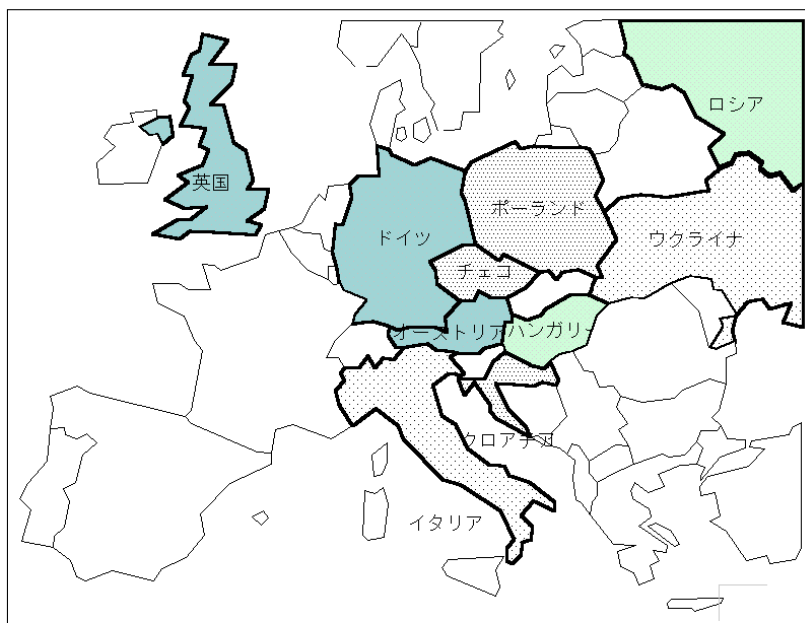 ロシア
英国
ポーランド
ドイツ
ウクライナ
チェコ
オーストリア
ハンガリー
クロアチア
イタリア